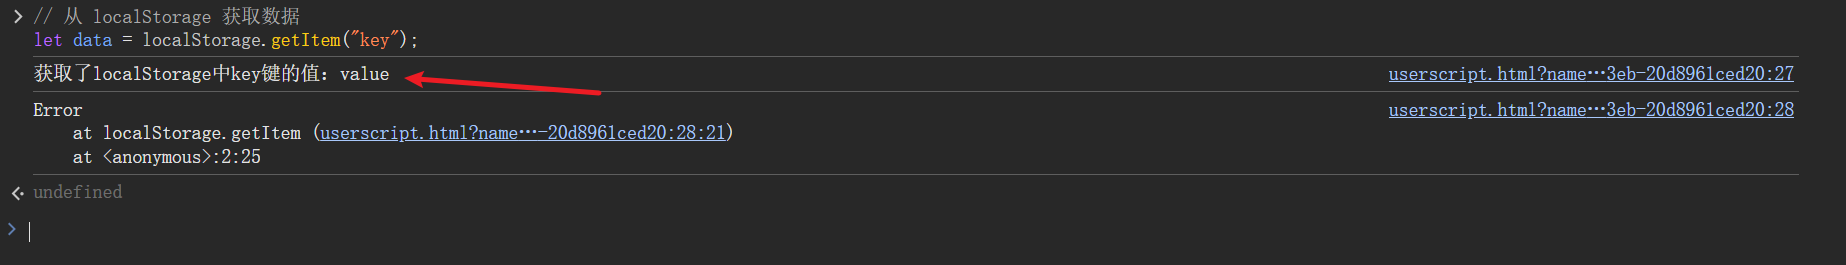 // 从 localStorage 获取数据
let data = localStorage.getItem("key");
获取了localStorage中key键的值：value userscript.html?name…3eb-20d8961ced20:27
Error userscript.html?name…3eb-20d8961ced20:28
at localStorage.getItem (userscript.html?name…-20d8961ced20:28:21)
at <anonymous>:2:25
undefined